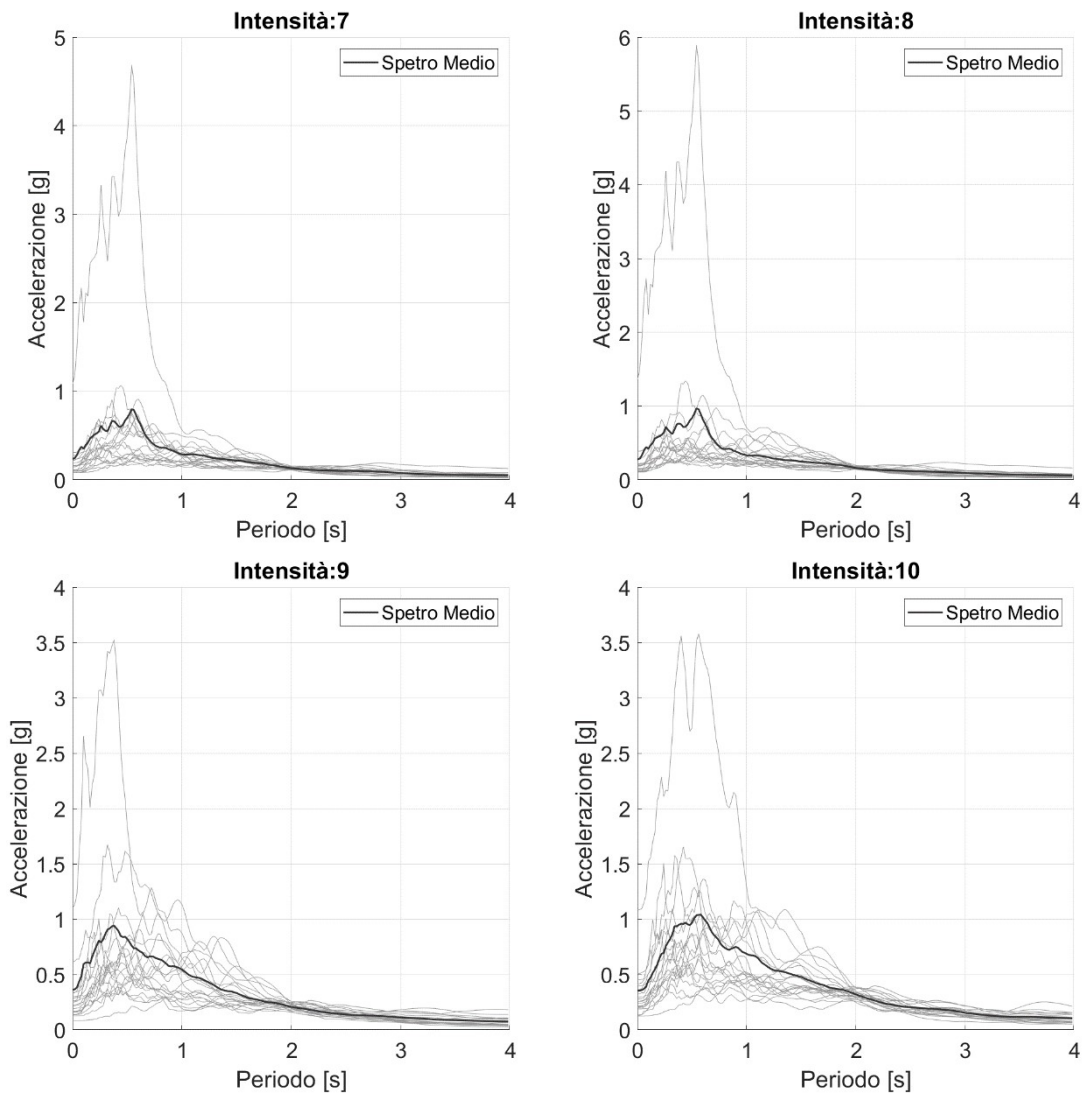 Intensità:7
Spetro Medio
5
4
3
2
1
0
Accelerazione [g]
0 1 2 3 4
Periodo [s]
Intensità:8
Spetro Medio
6
5
4
3
2
1
0
Accelerazione [g]
0 1 2 3 4
Periodo [s]
Intensità:9
Spetro Medio
4
3.5
3
2.5
2
1.5
1
0.5
0
Accelerazione [g]
0 1 2 3 4
Periodo [s]
Intensità:10
Spetro Medio
4
3.5
3
2.5
2
1.5
1
0.5
0
Accelerazione [g]
0 1 2 3 4
Periodo [s]